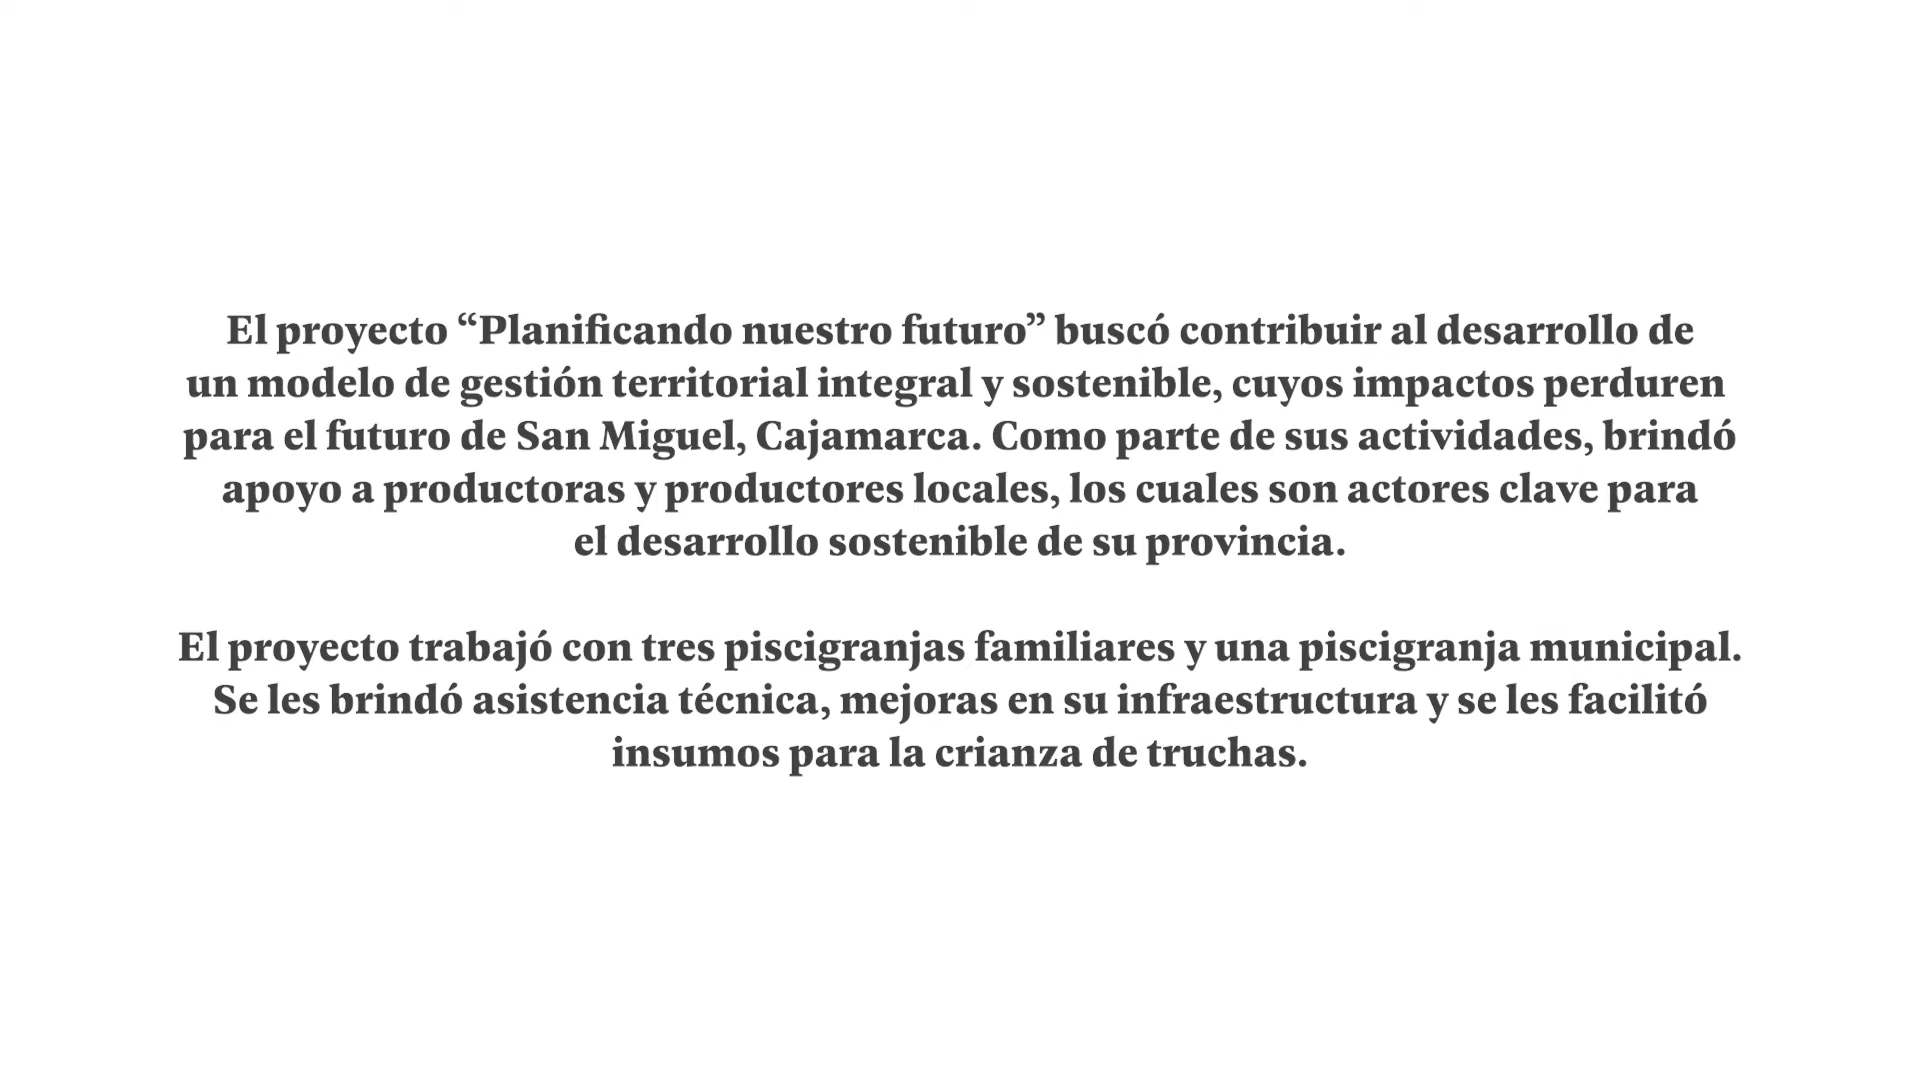 El proyecto “Planificando nuestro futuro” buscó contribuir al desarrollo de
un modelo de gestión territorial integral y sostenible, cuyos impactos perduren
para el futuro de San Miguel, Cajamarca. Como parte de sus actividades, brindó
apoyo a productoras y productores locales, los cuales son actores clave para
el desarrollo sostenible de su provincia.
El proyecto trabajó con tres piscigranjas familiares y una piscigranja municipal.
Se les brindó asistencia técnica, mejoras en su infraestructura y se les facilitó
insumos para la crianza de truchas.